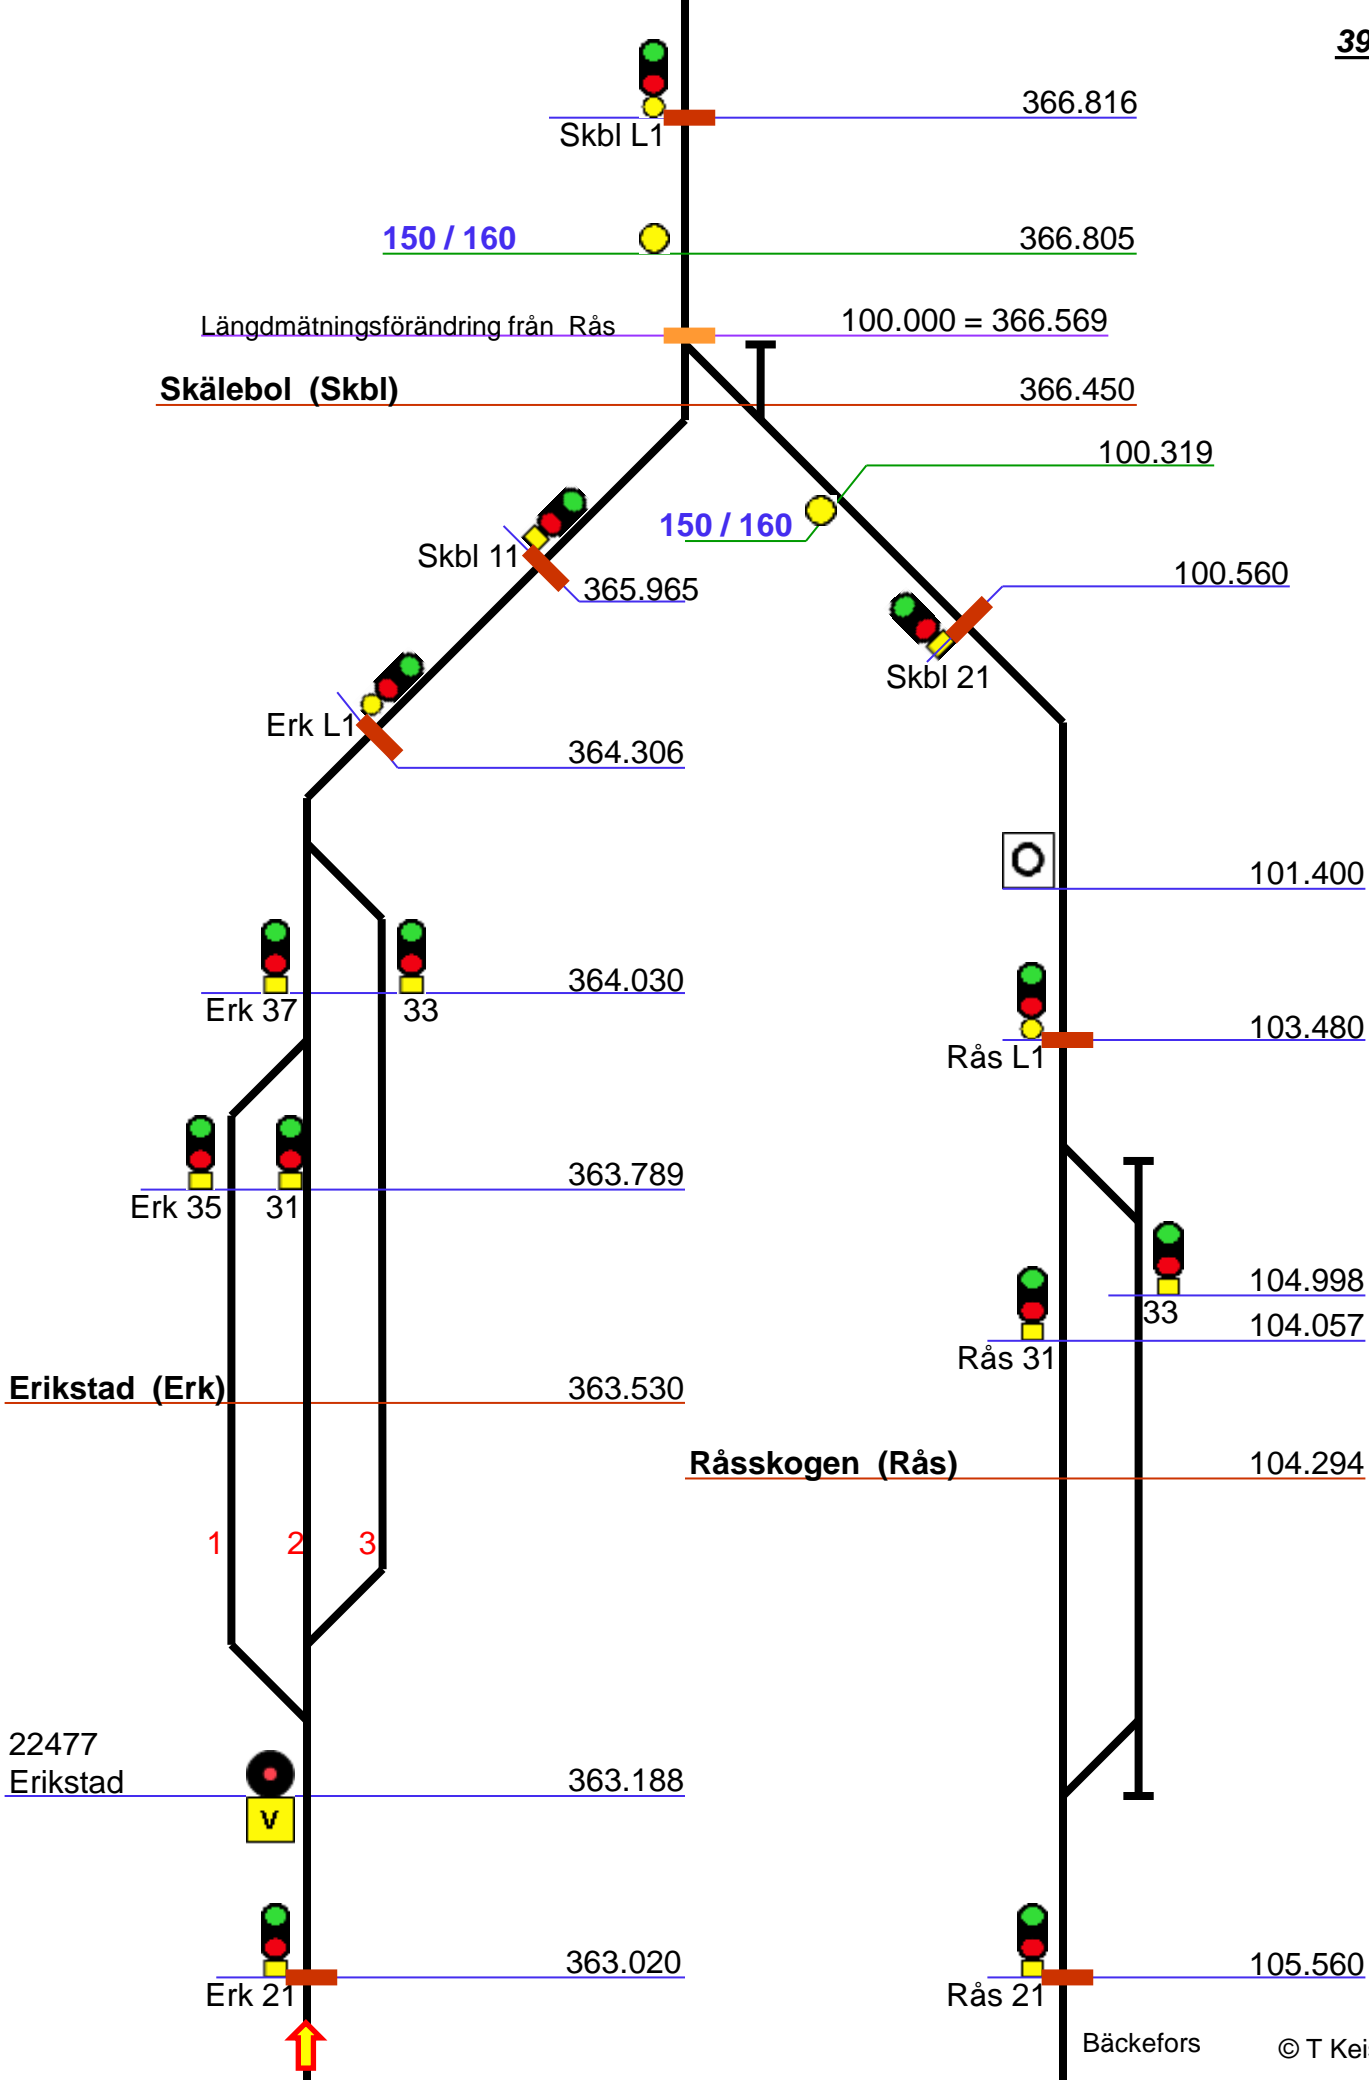 39
366.816
Skbl L1
150 / 160
366.805
Längdmätningsförändring från Rås
100.000 = 366.569
Skälebol (Skbl)
366.450
100.319
150 / 160
Skbl 11
365.965
100.560
Skbl 21
Erk L1
364.306
101.400
364.030
Erk 37
33
103.480
Rås L1
363.789
Erk 35
31
104.998
33
104.057
Rås 31
Erikstad (Erk)
363.530
Råsskogen (Rås)
104.294
1
2
3
22477
Erikstad
363.188
V
363.020
Erk 21
105.560
Rås 21
Bäckefors
© T Kei